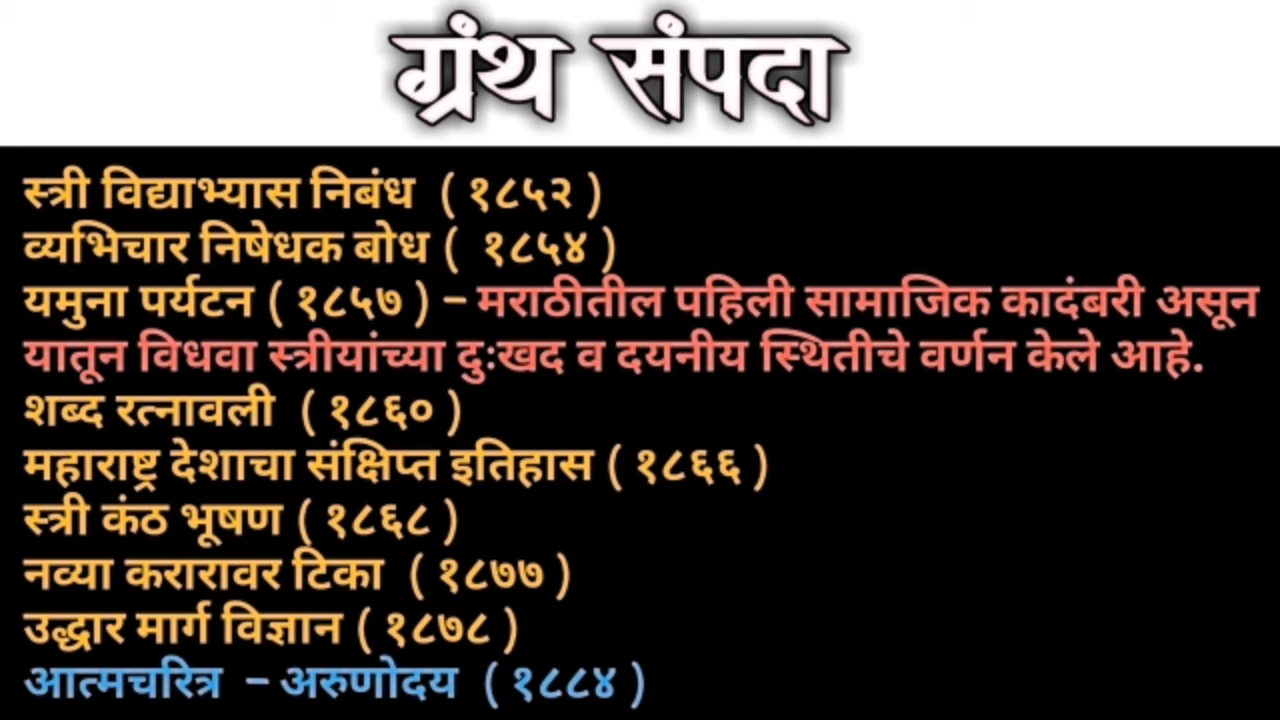 ग्रंथ संपदा
स्त्री विद्याभ्यास निबंध ( १८५२ )
व्यभिचार निषेधक बोध ( १८५४ )
यमुना पर्यटन ( १८५७ ) – मराठीतील पहिली सामाजिक कादंबरी असून
यातून विधवा स्त्रीयांच्या दुःखद व दयनीय स्थितीचे वर्णन केले आहे.
शब्द रत्नावली ( १८६० )
महाराष्ट्र देशाचा संक्षिप्त इतिहास ( १८६६ )
स्त्री कंठ भूषण ( १८६८ )
नव्या करारावर टिका ( १८७७ )
उद्धार मार्ग विज्ञान ( १८७८ )
आत्मचरित्र – अरुणोदय ( १८८४ )